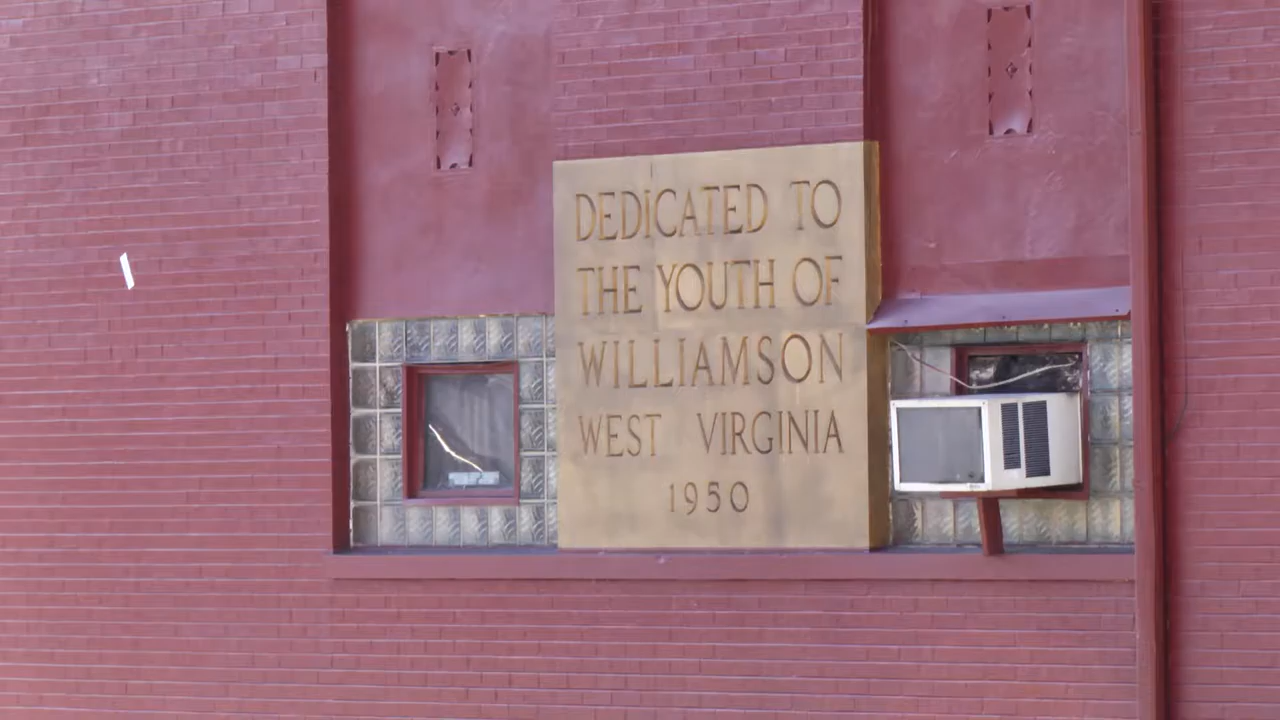 DEDICATED TO
THE YOUTH OF
WILLIAMSON
WEST VIRGINIA
1950